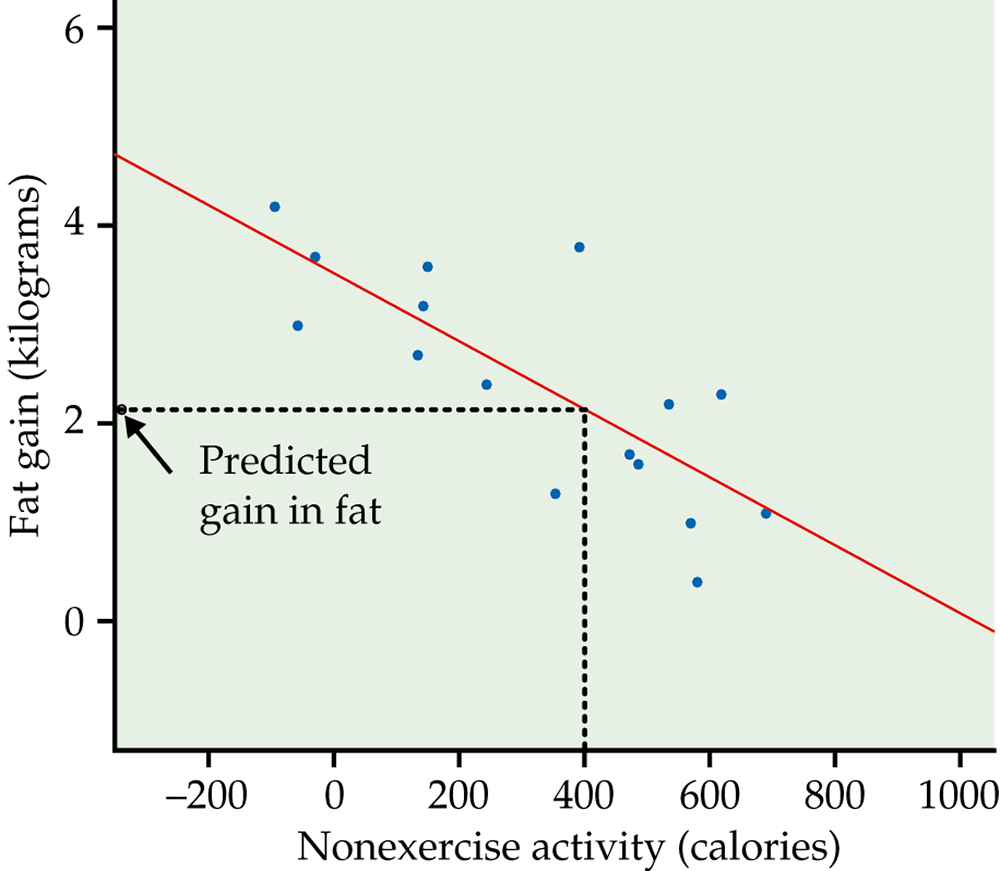 6
4
2
0
Fat gain (kilograms)
Predicted
gain in fat
–200 0 200 400 600 800 1000
Nonexercise activity (calories)